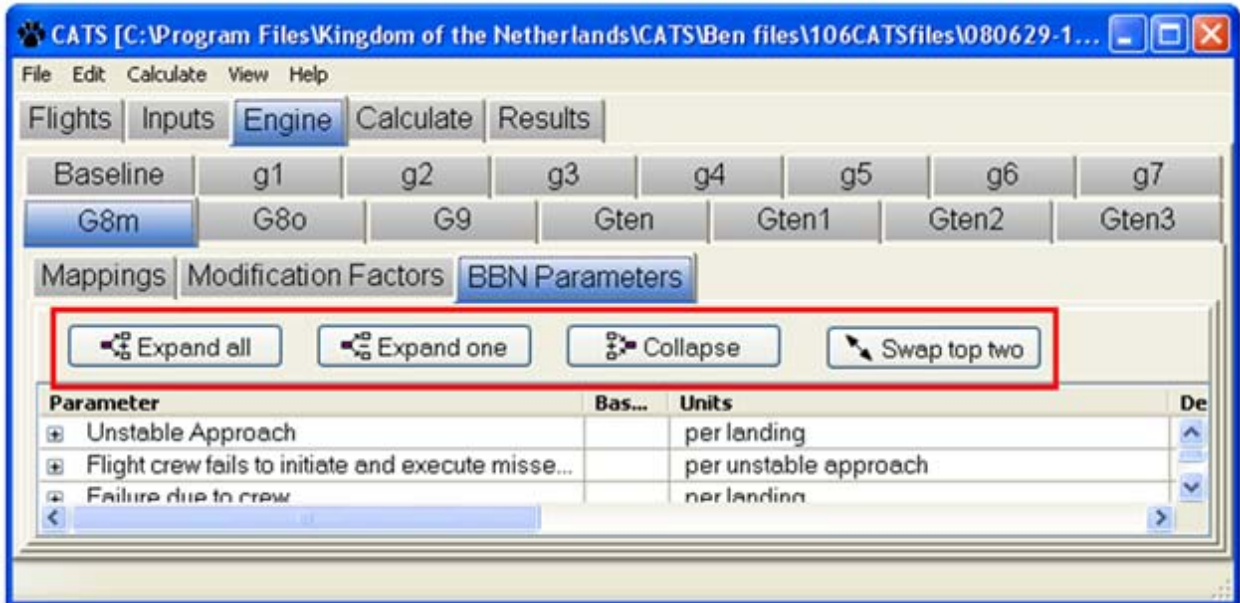 CATS [C:\Program Files\Kingdom of the Netherlands\CATS\Ben files\106CATSfiles\080629-1...
File Edit Calculate View Help
Flights Inputs Engine Calculate Results
Baseline g1 g2 g3 g4 g5 g6 g7
G8m G8o G9 Gten Gten1 Gten2 Gten3
Mappings Modification Factors BBN Parameters
Expand all Expand one Collapse Swap top two
Parameter Bas... Units De
Unstable Approach per landing
Flight crew fails to initiate and execute misse... per unstable approach
Failure due to crew per landing